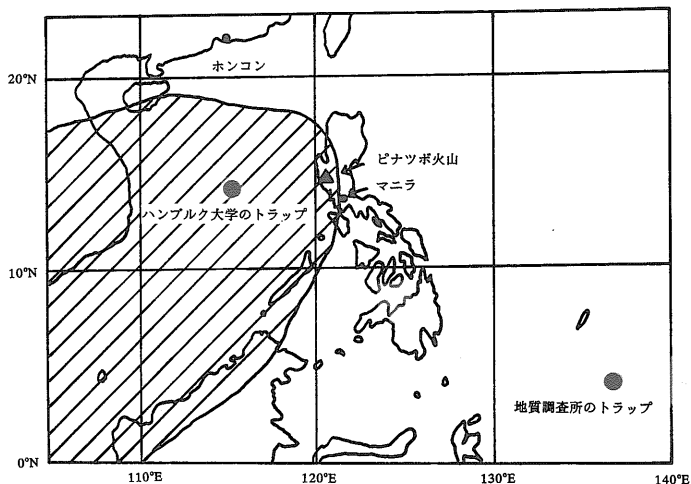 ホンコン
20°N
ピナツボ火山
マニラ
ハンブルク大学のトラップ
10°N
地質調査所のトラップ
0°N
110°E
120°E
130°E
140°E